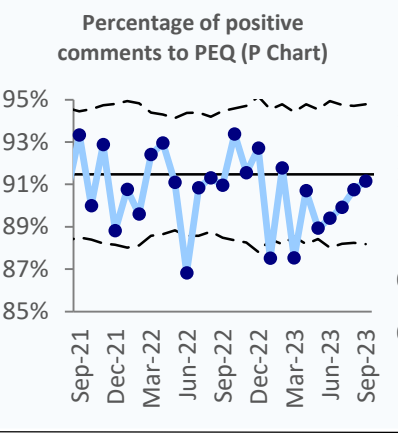 Percentage of positive
comments to PEQ (P Chart)
95%
93%
91%
89%
87%
85%
Sep-21
Dec-21
Mar-22
Jun-22
Sep-22
Dec-22
Mar-23
Jun-23
Sep-23